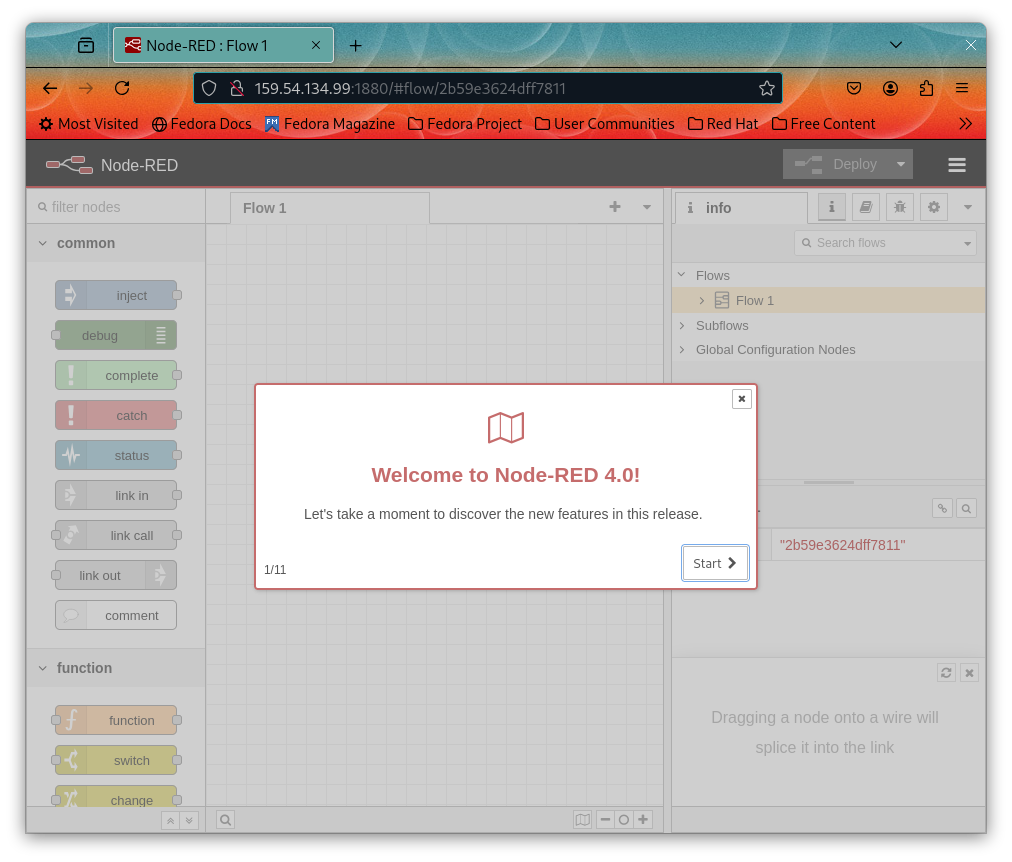 Node-RED : Flow 1
159.54.134.99:1880/#flow/2b59e3624dff7811
Most Visited Fedora Docs Fedora Magazine Fedora Project User Communities Red Hat Free Content
Node-RED Deploy
filter nodes
Flow 1
info
Search flows
common
inject
debug
complete
catch
status
link in
link call
link out
comment
function
function
switch
change
Flows
Flow 1
Subflows
Global Configuration Nodes
Welcome to Node-RED 4.0!
Let's take a moment to discover the new features in this release.
1/11
Start
"2b59e3624dff7811"
Dragging a node onto a wire will
splice it into the link